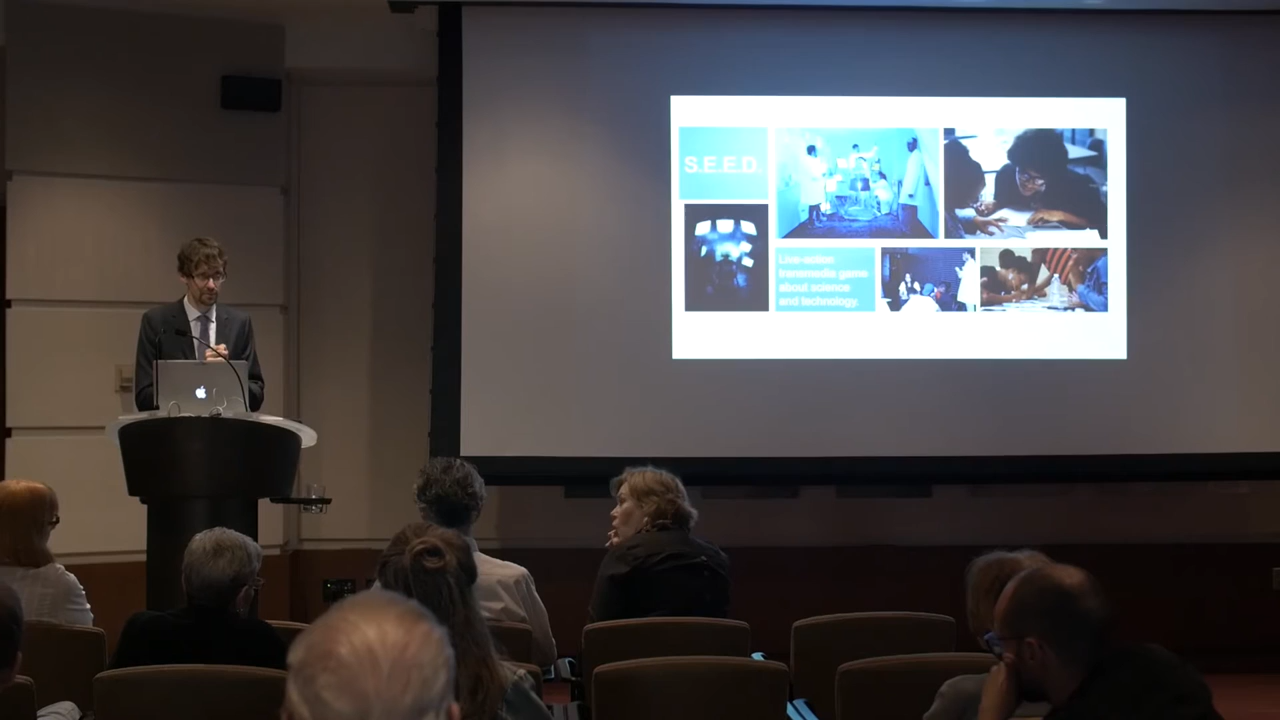 S.E.E.D.
Live-action
transmedia game
about science
and technology.